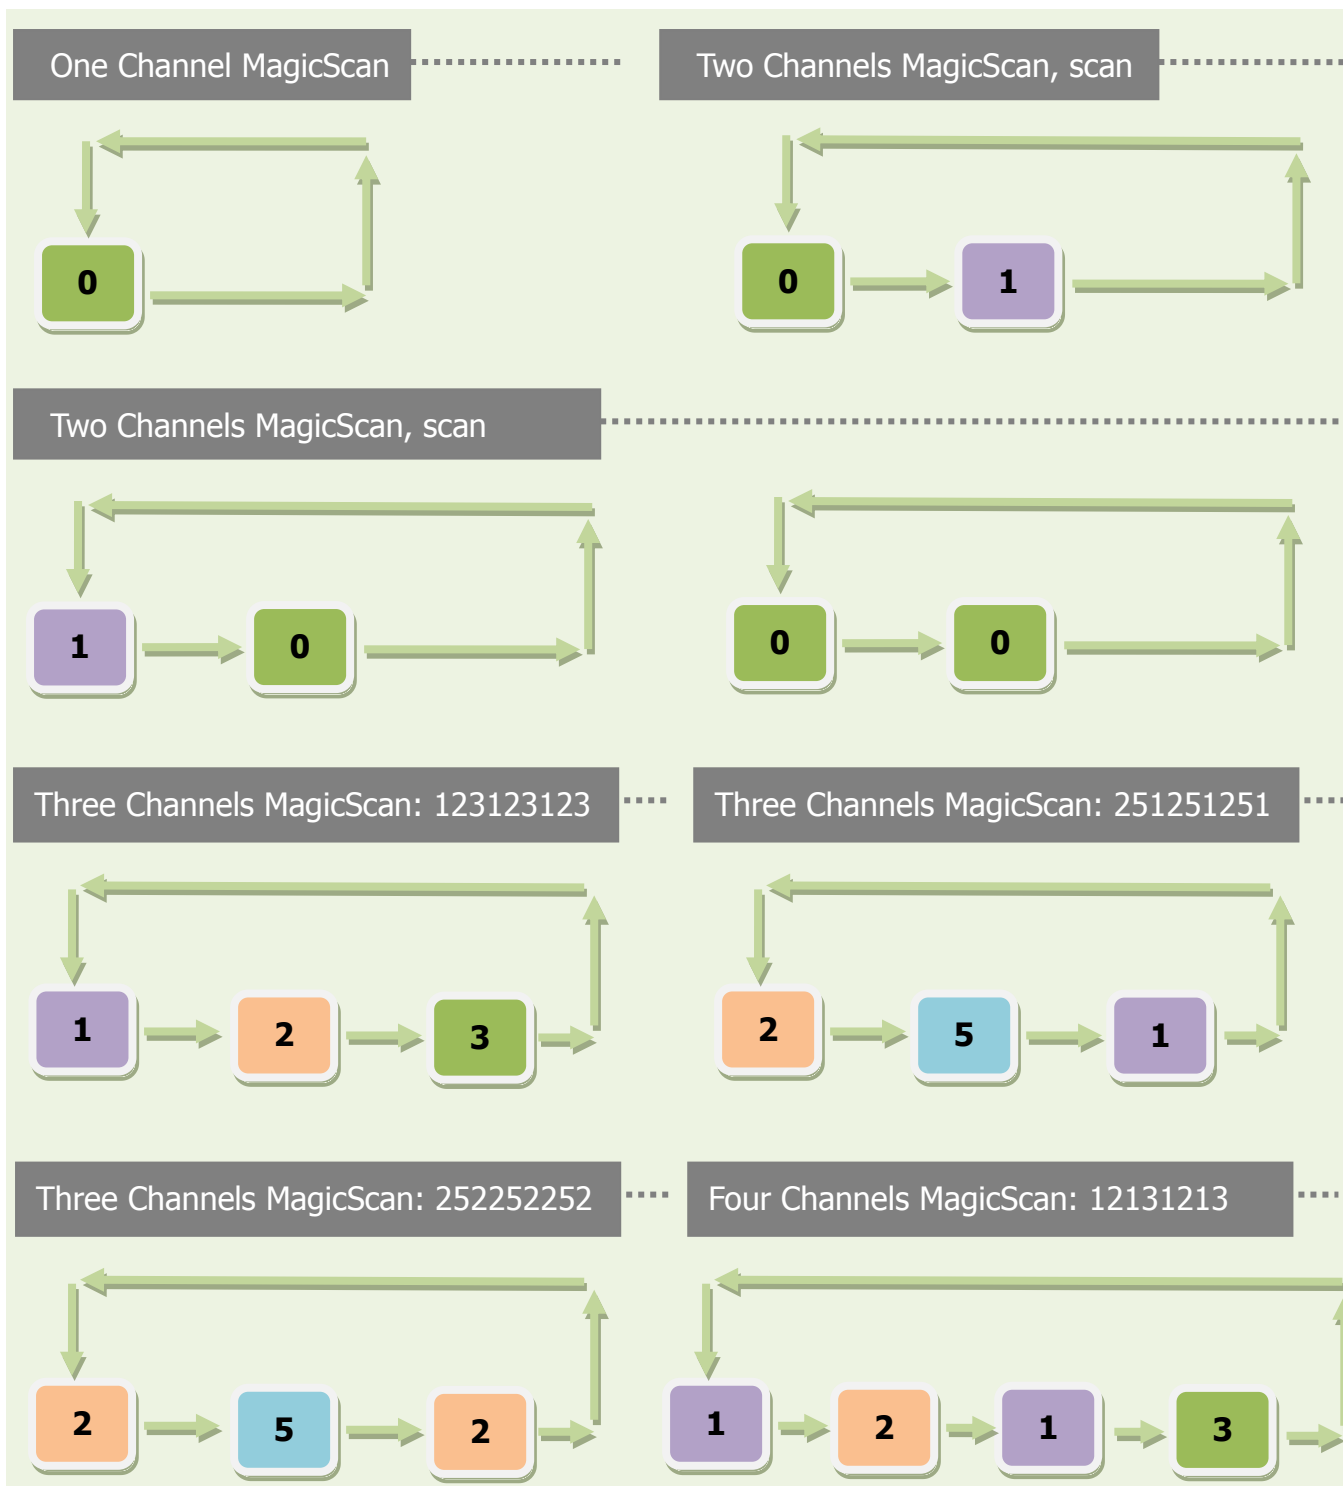 One Channel MagicScan
Two Channels MagicScan, scan
0
0 1
Two Channels MagicScan, scan
1 0
0 0
Three Channels MagicScan: 123123123
Three Channels MagicScan: 251251251
1 2 3
2 5 1
Three Channels MagicScan: 252252252
Four Channels MagicScan: 12131213
2 5 2
1 2 1 3